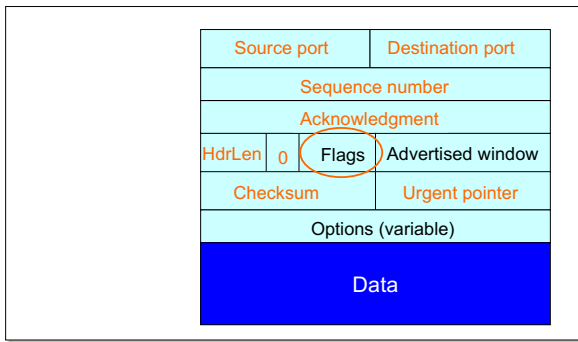 Source port Destination port
Sequence number
Acknowledgment
HdrLen 0 Flags Advertised window
Checksum Urgent pointer
Options (variable)
Data